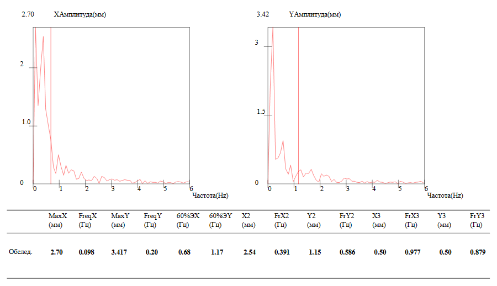 2.70 XАмплитуда(мм)
3.42 YАмплитуда(мм)
2
1.0
0
0 1 2 3 4 5 6
Частота(Hz)
3
1.5
0
0 1 2 3 4 5 6
Частота(Hz)
MaxX FreqX MaxY FreqY 60%ЭX 60%ЭY X2 FrX2 Y2 FrY2 X3 FrX3 Y3 FrY3
(мм) (Гц) (мм) (Гц) (Гц) (Гц) (мм) (Гц) (мм) (Гц) (мм) (Гц) (мм) (Гц)
Обслед. 2.70 0.098 3.417 0.20 0.68 1.17 2.54 0.391 1.15 0.586 0.50 0.977 0.50 0.879